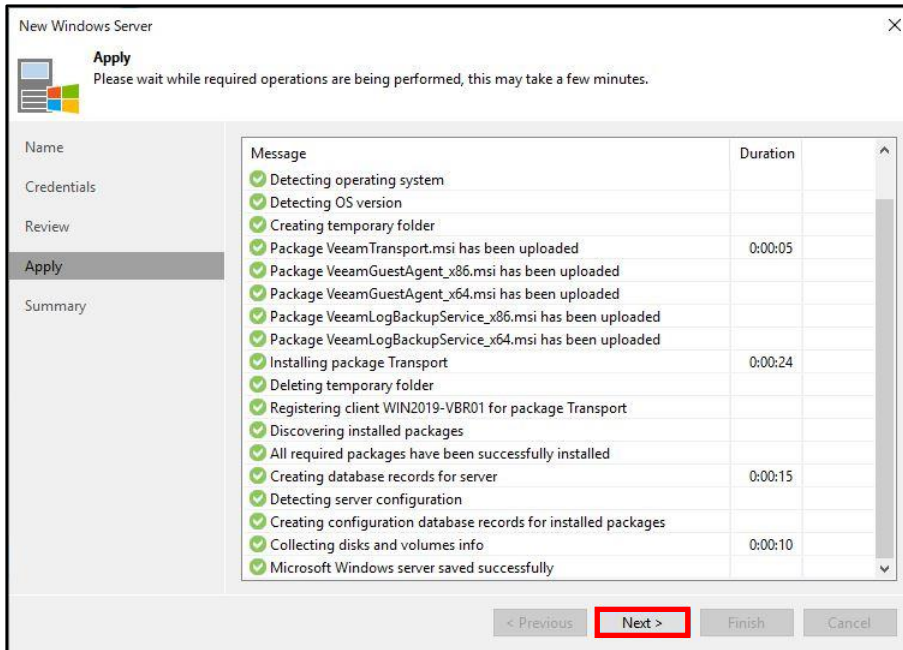 New Windows Server
Apply
Please wait while required operations are being performed, this may take a few minutes.
Name
Credentials
Review
Apply
Summary
Message Duration
Detecting operating system
Detecting OS version
Creating temporary folder
Package VeeamTransport.msi has been uploaded 0:00:05
Package VeeamGuestAgent_x86.msi has been uploaded
Package VeeamGuestAgent_x64.msi has been uploaded
Package VeeamLogBackupService_x86.msi has been uploaded
Package VeeamLogBackupService_x64.msi has been uploaded
Installing package Transport 0:00:24
Deleting temporary folder
Registering client WIN2019-VBR01 for package Transport
Discovering installed packages
All required packages have been successfully installed
Creating database records for server 0:00:15
Detecting server configuration
Creating configuration database records for installed packages
Collecting disks and volumes info 0:00:10
Microsoft Windows server saved successfully
< Previous Next > Finish Cancel